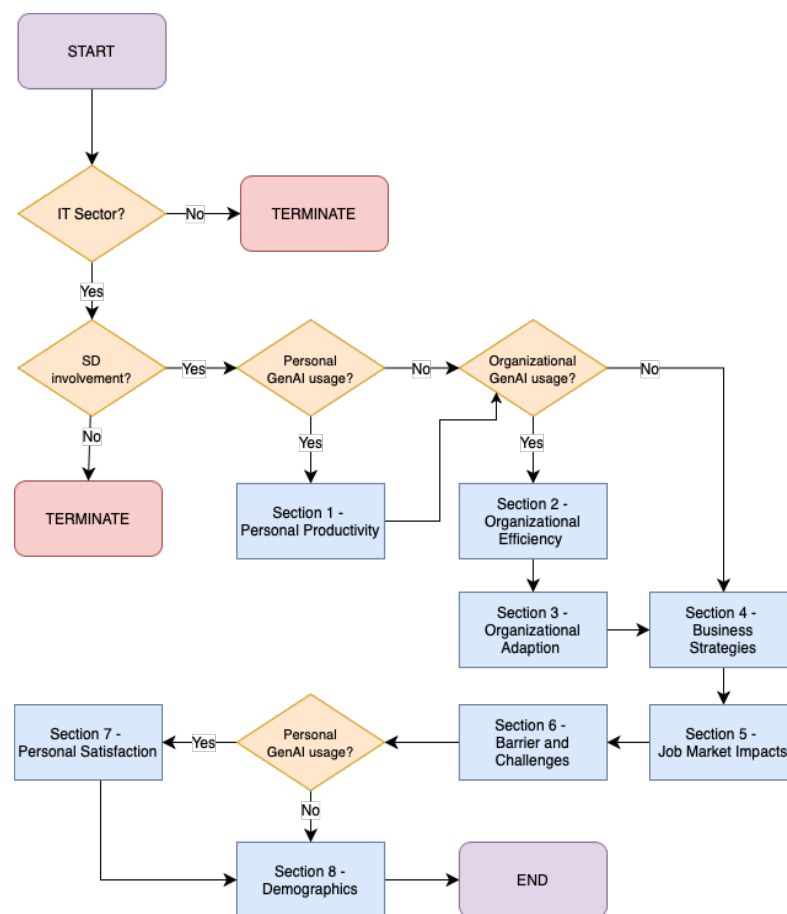 START
IT Sector?
No
TERMINATE
Yes
SD
involvement?
Yes
Personal
GenAI usage?
No
Organizational
GenAI usage?
No
No
Yes
Yes
TERMINATE
Section 1 -
Personal Productivity
Section 2 -
Organizational
Efficiency
Section 3 -
Organizational
Adaption
Section 4 -
Business
Strategies
Section 7 -
Personal Satisfaction
Yes
Personal
GenAI usage?
Section 6 -
Barrier and
Challenges
Section 5 -
Job Market Impacts
No
Section 8 -
Demographics
END